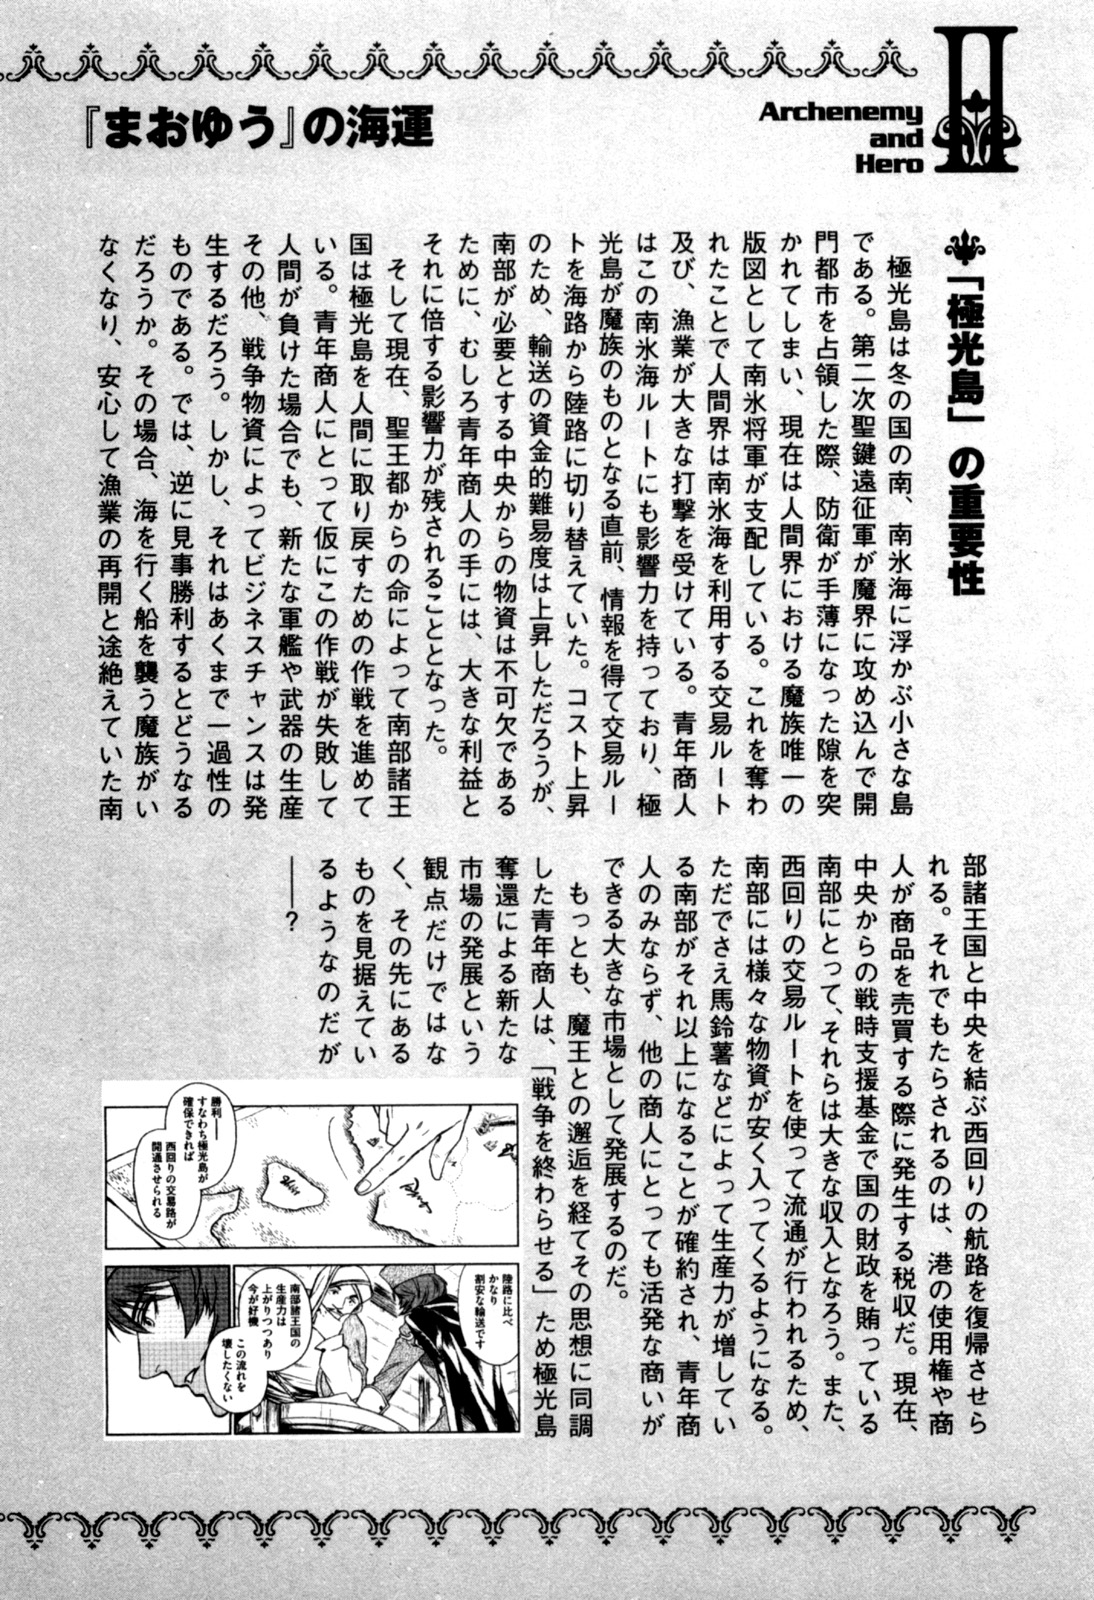 II
Archenemy
and
Hero
『まおゆう』の海運
「極光島」の重要性
極光島は冬の国の南、南氷海に浮かぶ小さな島
である。第二次聖鍵遠征軍が魔界に攻め込んで開
門都市を占領した際、防衛が手薄になった隙を突
かれてしまい、現在は人間界における魔族唯一の
版図として南氷将軍が支配している。これを奪わ
れたことで人間界は南氷海を利用する交易ルート
及び、漁業が大きな打撃を受けている。青年商人
はこの南氷海ルートにも影響力を持っており、極
光島が魔族のものとなる直前、情報を得て交易ルー
トを海路から陸路に切り替えていた。コスト上昇
のため、輸送の資金的難易度は上昇しただろうが、
南部が必要とする中央からの物資は不可欠である
ために、むしろ青年商人の手には、大きな利益と
それに倍する影響力が残されることとなった。
そして現在、聖王都からの命によって南部諸王
国は極光島を人間に取り戻すための作戦を進めて
いる。青年商人にとって仮にこの作戦が失敗して
人間が負けた場合でも、新たな軍艦や武器の生産
その他、戦争物資によってビジネスチャンスは発
生するだろう。しかし、それはあくまで一過性の
ものである。では、逆に見事勝利するとどうなる
だろうか。その場合、海を行く船を襲う魔族がい
なくなり、安心して漁業の再開と途絶えていた南
部諸王国と中央を結ぶ西回りの航路を復帰させら
れる。それでもたらされるのは、港の使用権や商
人が商品を売買する際に発生する税収だ。現在、
中央からの戦時支援基金で国の財政を賄っている
南部にとって、それらは大きな収入となろう。また、
西回りの交易ルートを使って流通が行われるため、
南部には様々な物資が安く入ってくるようになる。
ただでさえ馬鈴薯などによって生産力が増してい
る南部がそれ以上になることが確約され、青年商
人のみならず、他の商人にとっても活発な商いが
できる大きな市場として発展するのだ。
もっとも、魔王との邂逅を経てその思想に同調
した青年商人は、「戦争を終わらせる」ため極光島
奪還による新たな
市場の発展という
観点だけではな
く、その先にある
ものを見据えてい
るようなのだが
――？
勝利――
すなわち極光島が
確保できれば
西回りの交易路が
開通させられる
陸路に比べ
かなり
割安な輸送です
南部諸王国の
生産力は
上がりつつあり
今が好機
この流れを
壊したくない